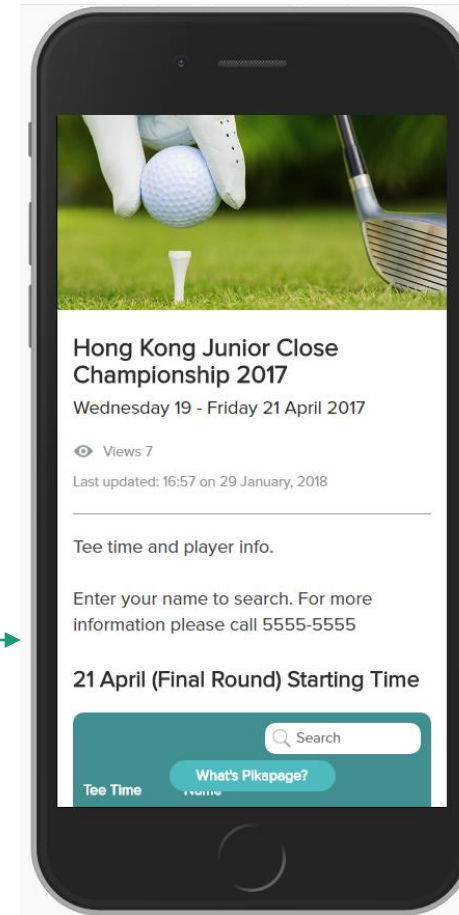 Hong Kong Junior Close
Championship 2017
Wednesday 19 - Friday 21 April 2017
Views 7
Last updated: 16:57 on 29 January, 2018
Tee time and player info.
Enter your name to search. For more
information please call 5555-5555
21 April (Final Round) Starting Time
Search
What's Pikapage?
Tee Time Name